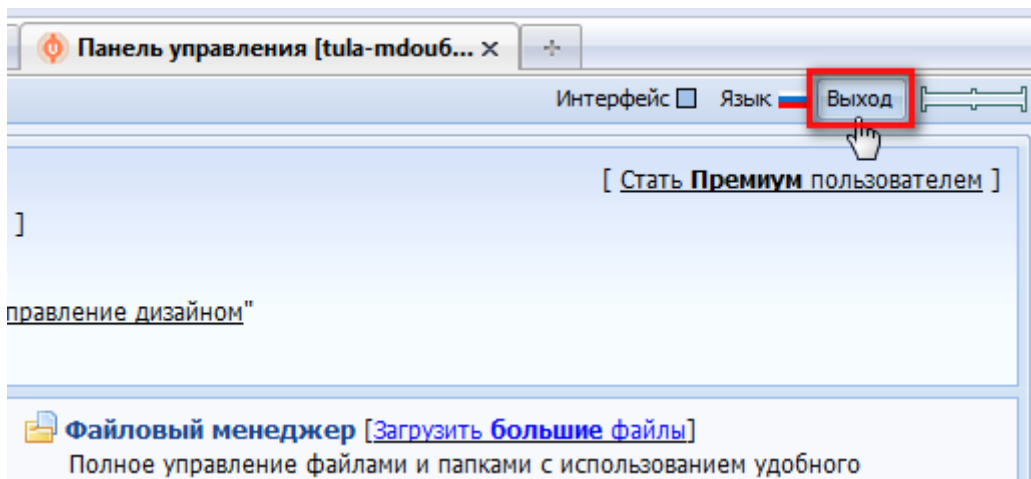 Панель управления [tula-mdou6...
Интерфейс Язык Выход
[ Стать Премиум пользователем ]
]
правление дизайном"
Файловый менеджер [Загрузить большие файлы]
Полное управление файлами и папками с использованием удобного